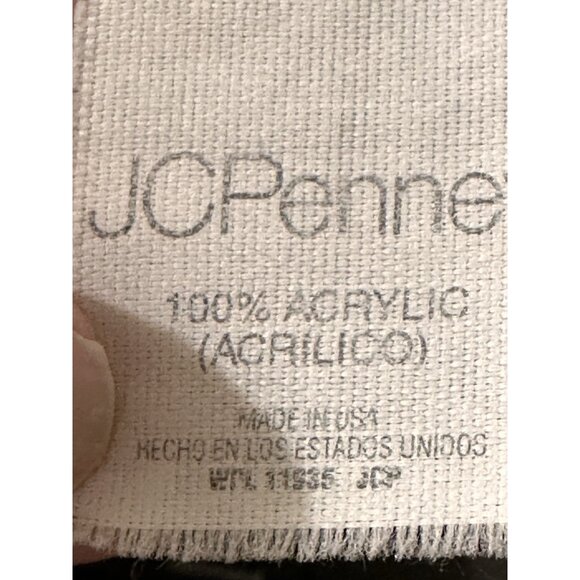 JCPenne
100% ACRYLIC
(ACRILICO)
MADE IN USA
HECHO EN LOS ESTADOS UNIDOS
WPL 11935 JCP